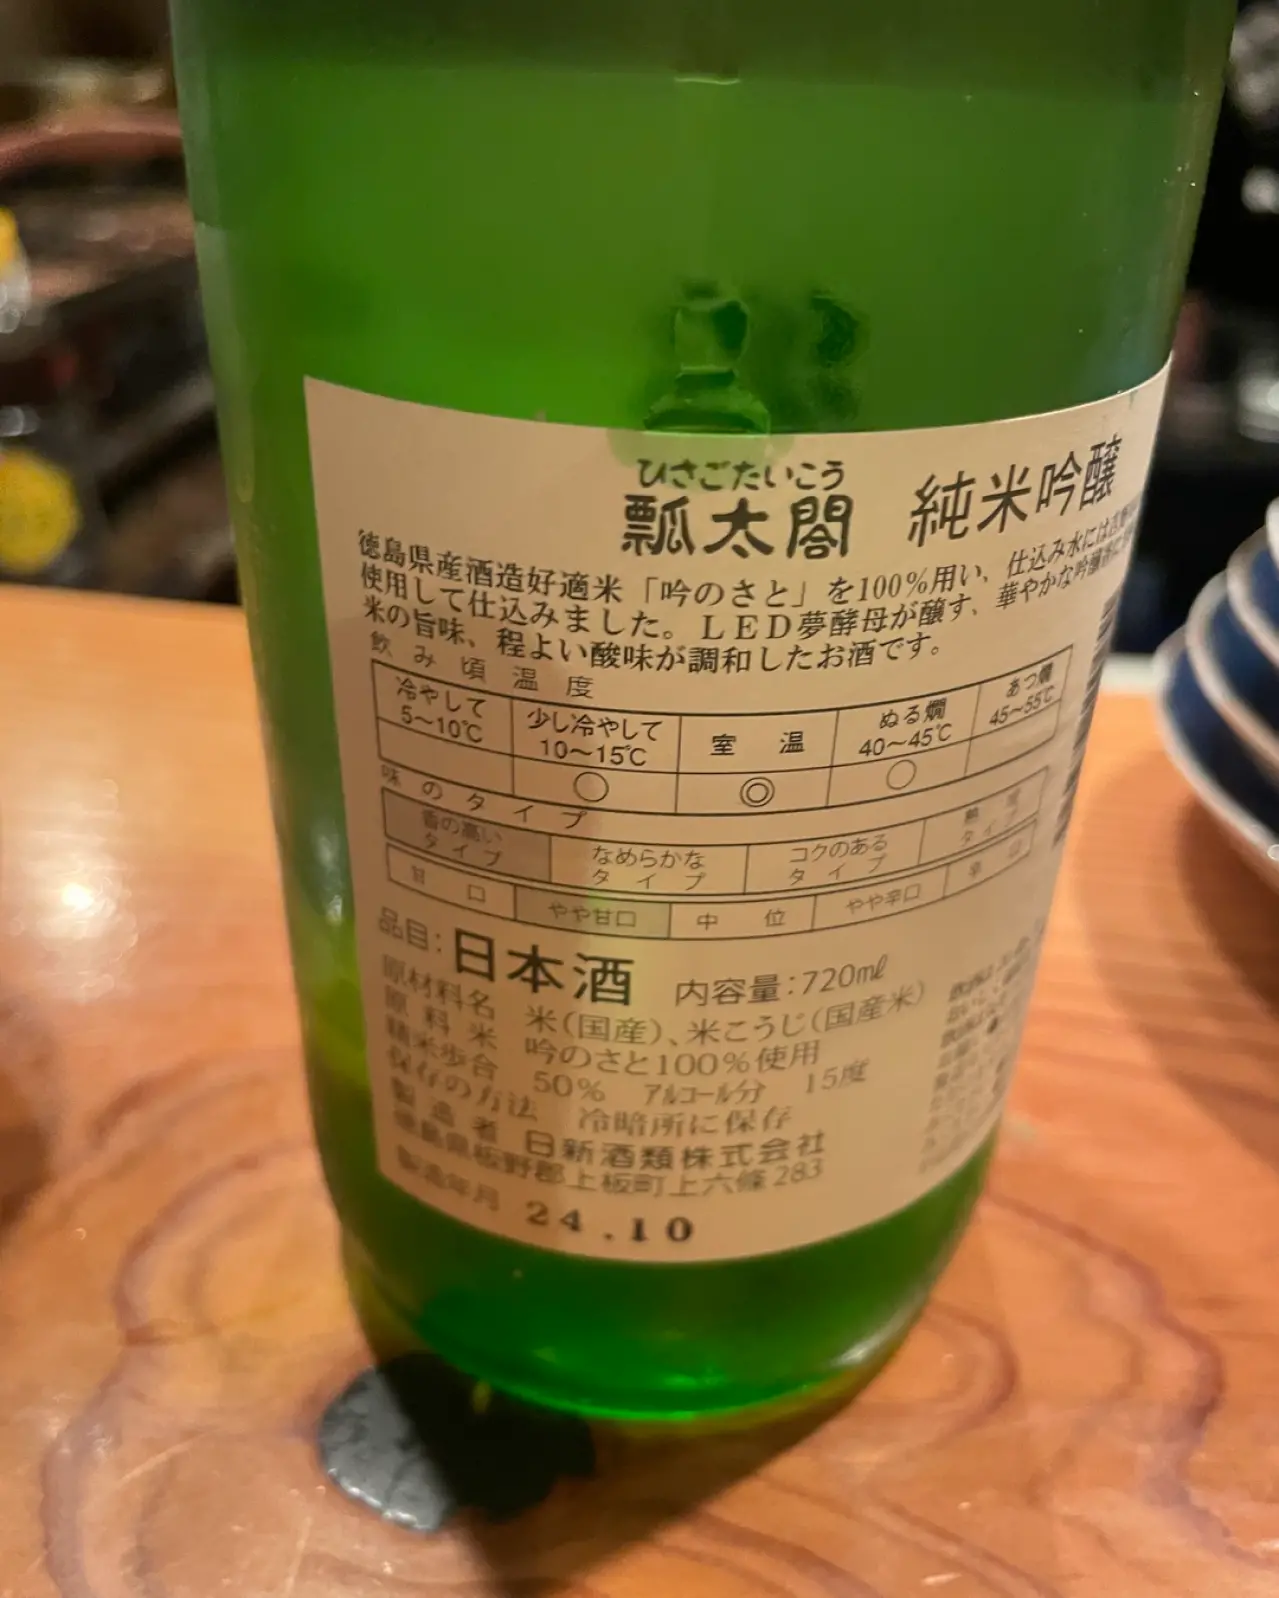 ひさごたいこう
瓢太閤 純米吟醸
徳島県産酒造好適米「吟のさと」を100%用い、仕込み水には
使用して仕込みました。LED夢酵母が醸す、華やかな吟醸香
米の旨味、程よい酸味が調和したお酒です。
飲み頃温度
冷やして 少し冷やして 室温 ぬる燗 あつ燗
5～10℃ 10～15℃ 40～45℃ 45～55℃
○ ◎ ○
味のタイプ
香の高いタイプ なめらかなタイプ コクのあるタイプ 熟度タイプ
甘口 やや甘口 中位 やや辛口 辛口
品目:日本酒 内容量:720mℓ
原材料名 米(国産)、米こうじ(国産米)
原料米 吟のさと100%使用
精米歩合 50% アルコール分 15度
保存の方法 冷暗所に保存
製造者 日新酒類株式会社
徳島県板野郡上板町上六條283
製造年月 24.10